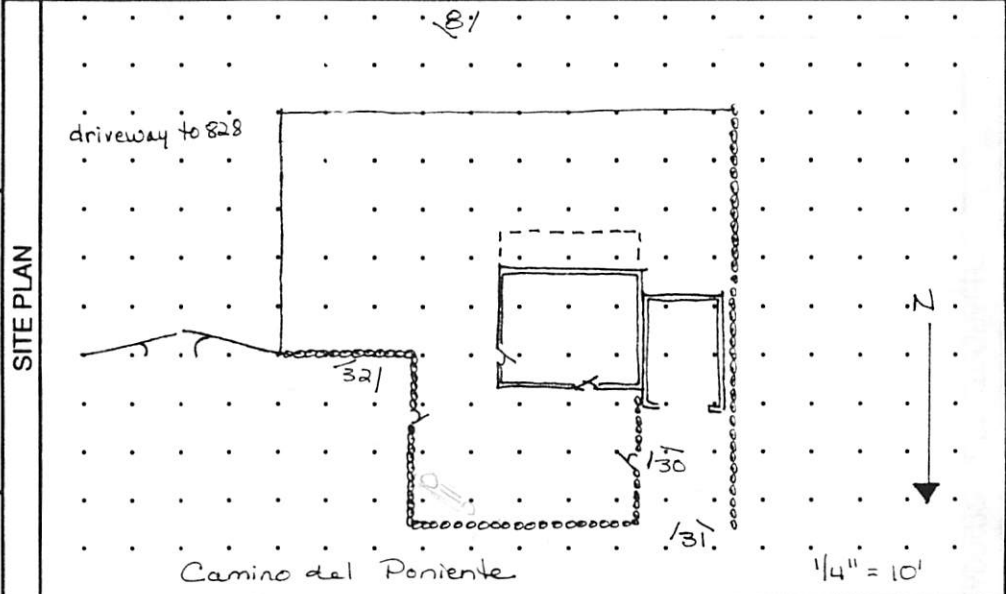 SITE PLAN
8
driveway to 828
N
32
30
31
Camino del Poniente
1/4" = 10'